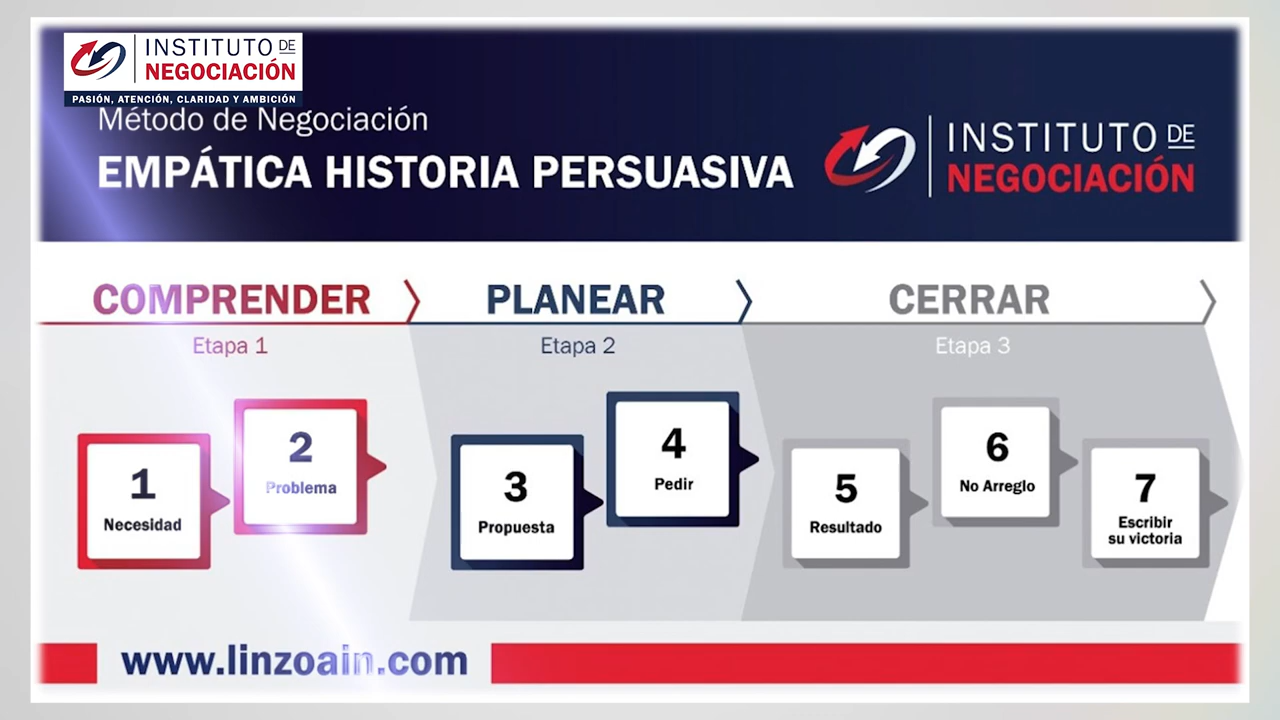 INSTITUTO DE
NEGOCIACIÓN
PASIÓN, ATENCIÓN, CLARIDAD Y AMBICIÓN
Método de Negociación
EMPÁTICA HISTORIA PERSUASIVA
INSTITUTO DE
NEGOCIACIÓN
COMPRENDER
PLANEAR
CERRAR
Etapa 1
Etapa 2
Etapa 3
1
Necesidad
2
Problema
3
Propuesta
4
Pedir
5
Resultado
6
No Arreglo
7
Escribir
su victoria
www.linzoain.com